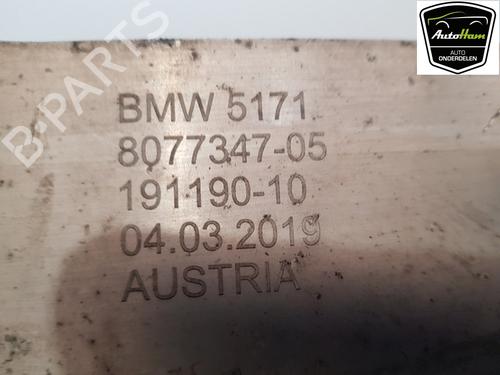 AutoHam
AUTO
ONDERDELEN
B-PARTS
BMW 5171
8077347-05
191190-10
04.03.2019
AUSTRIA